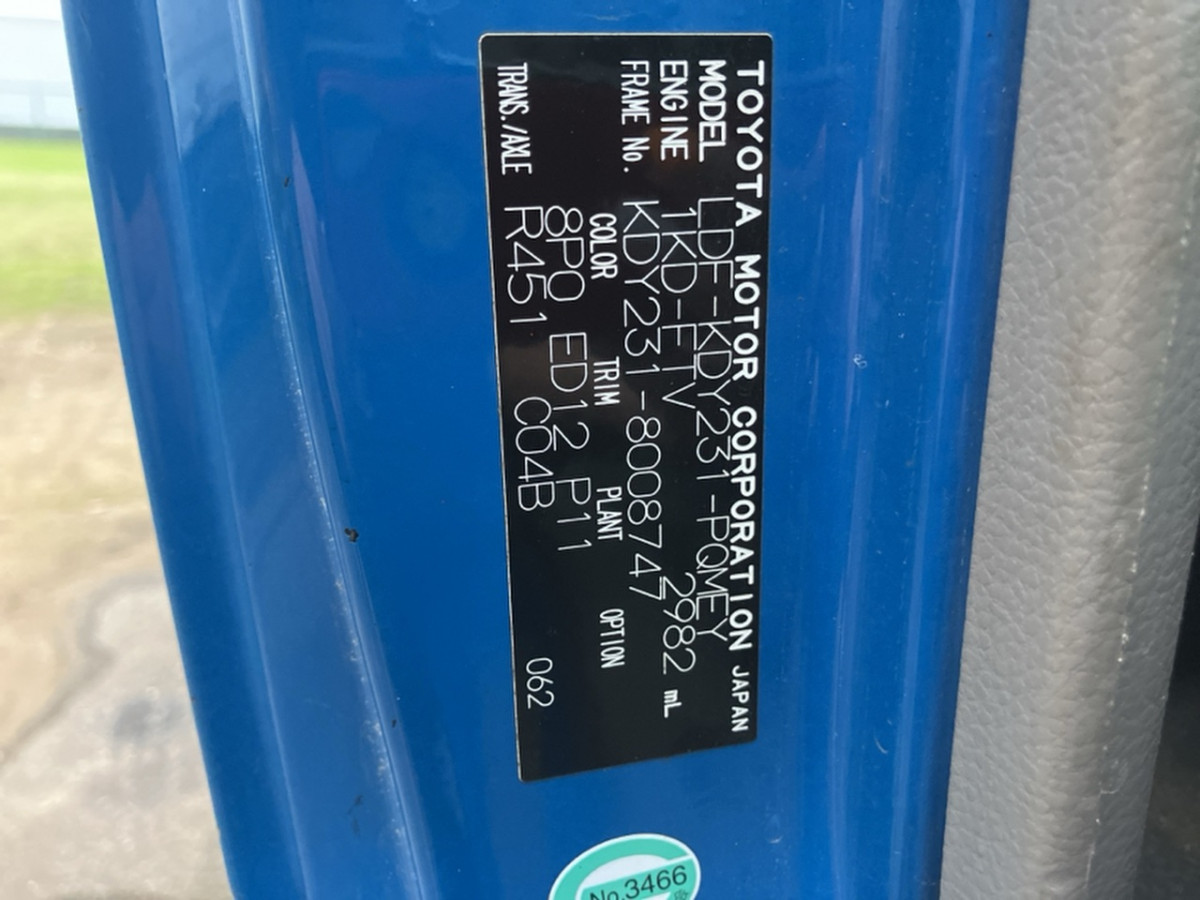 TOYOTA MOTOR CORPORATION JAPAN
MODEL LDF-KDY231-PQMEY
ENGINE 1KD-FTV 2982 mL
FRAME No. KDY231-8008747
COLOR TRIM PLANT OPTION
8P0 ED12 P11
TRANS./AXLE R451 C04B 062
No.3466